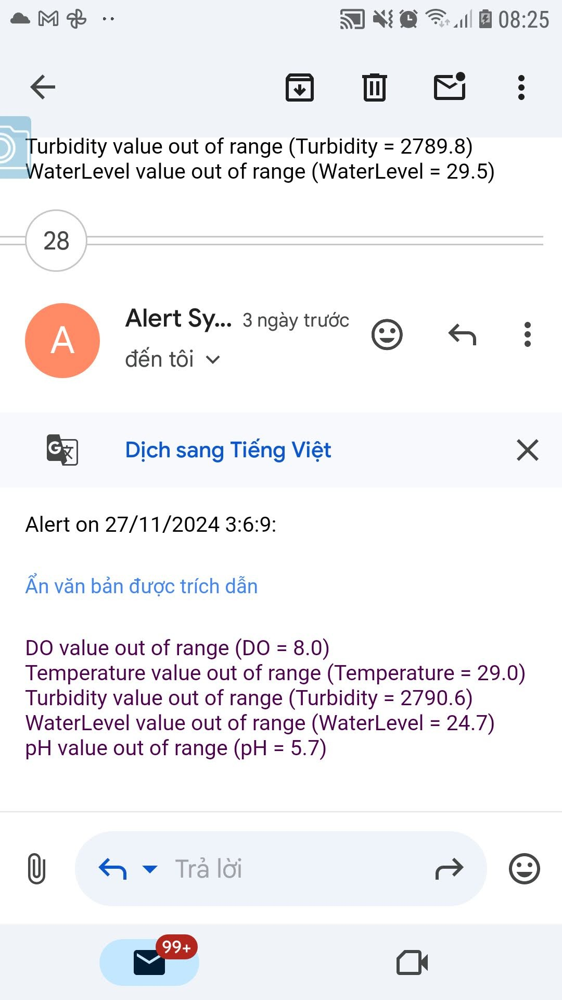 08:25
Turbidity value out of range (Turbidity = 2789.8)
WaterLevel value out of range (WaterLevel = 29.5)
28
A
Alert Sy... 3 ngày trước
đến tôi
Dịch sang Tiếng Việt
Alert on 27/11/2024 3:6:9:
Ẩn văn bản được trích dẫn
DO value out of range (DO = 8.0)
Temperature value out of range (Temperature = 29.0)
Turbidity value out of range (Turbidity = 2790.6)
WaterLevel value out of range (WaterLevel = 24.7)
pH value out of range (pH = 5.7)
Trả lời
99+